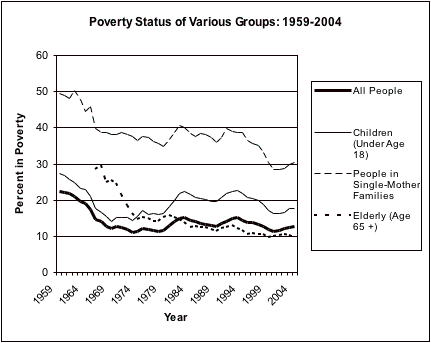 Poverty Status of Various Groups: 1959-2004
Percent in Poverty
60
50
40
30
20
10
0
1959
1964
1969
1974
1979
1984
1989
1994
1999
2004
Year
All People
Children
(Under Age
18)
People in
Single-Mother
Families
Elderly (Age
65 +)